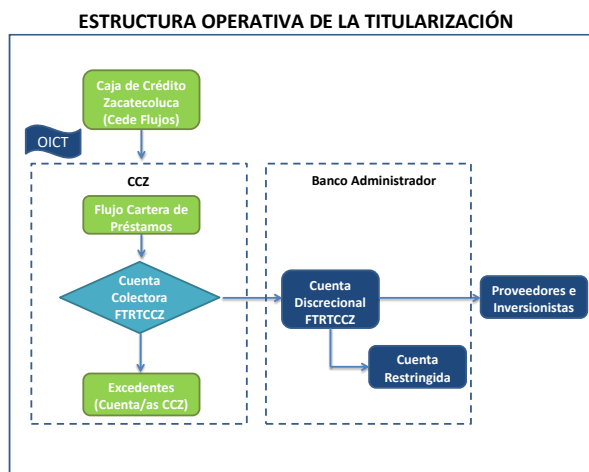 ESTRUCTURA OPERATIVA DE LA TITULARIZACIÓN
Caja de Crédito
Zacatecoluca
(Cede Flujos)
OICT
CCZ
Banco Administrador
Flujo Cartera de
Préstamos
Cuenta
Colectora
FTRTCCZ
Cuenta
Discrecional
FTRTCCZ
Proveedores e
Inversionistas
Cuenta
Restringida
Excedentes
(Cuenta/as CCZ)